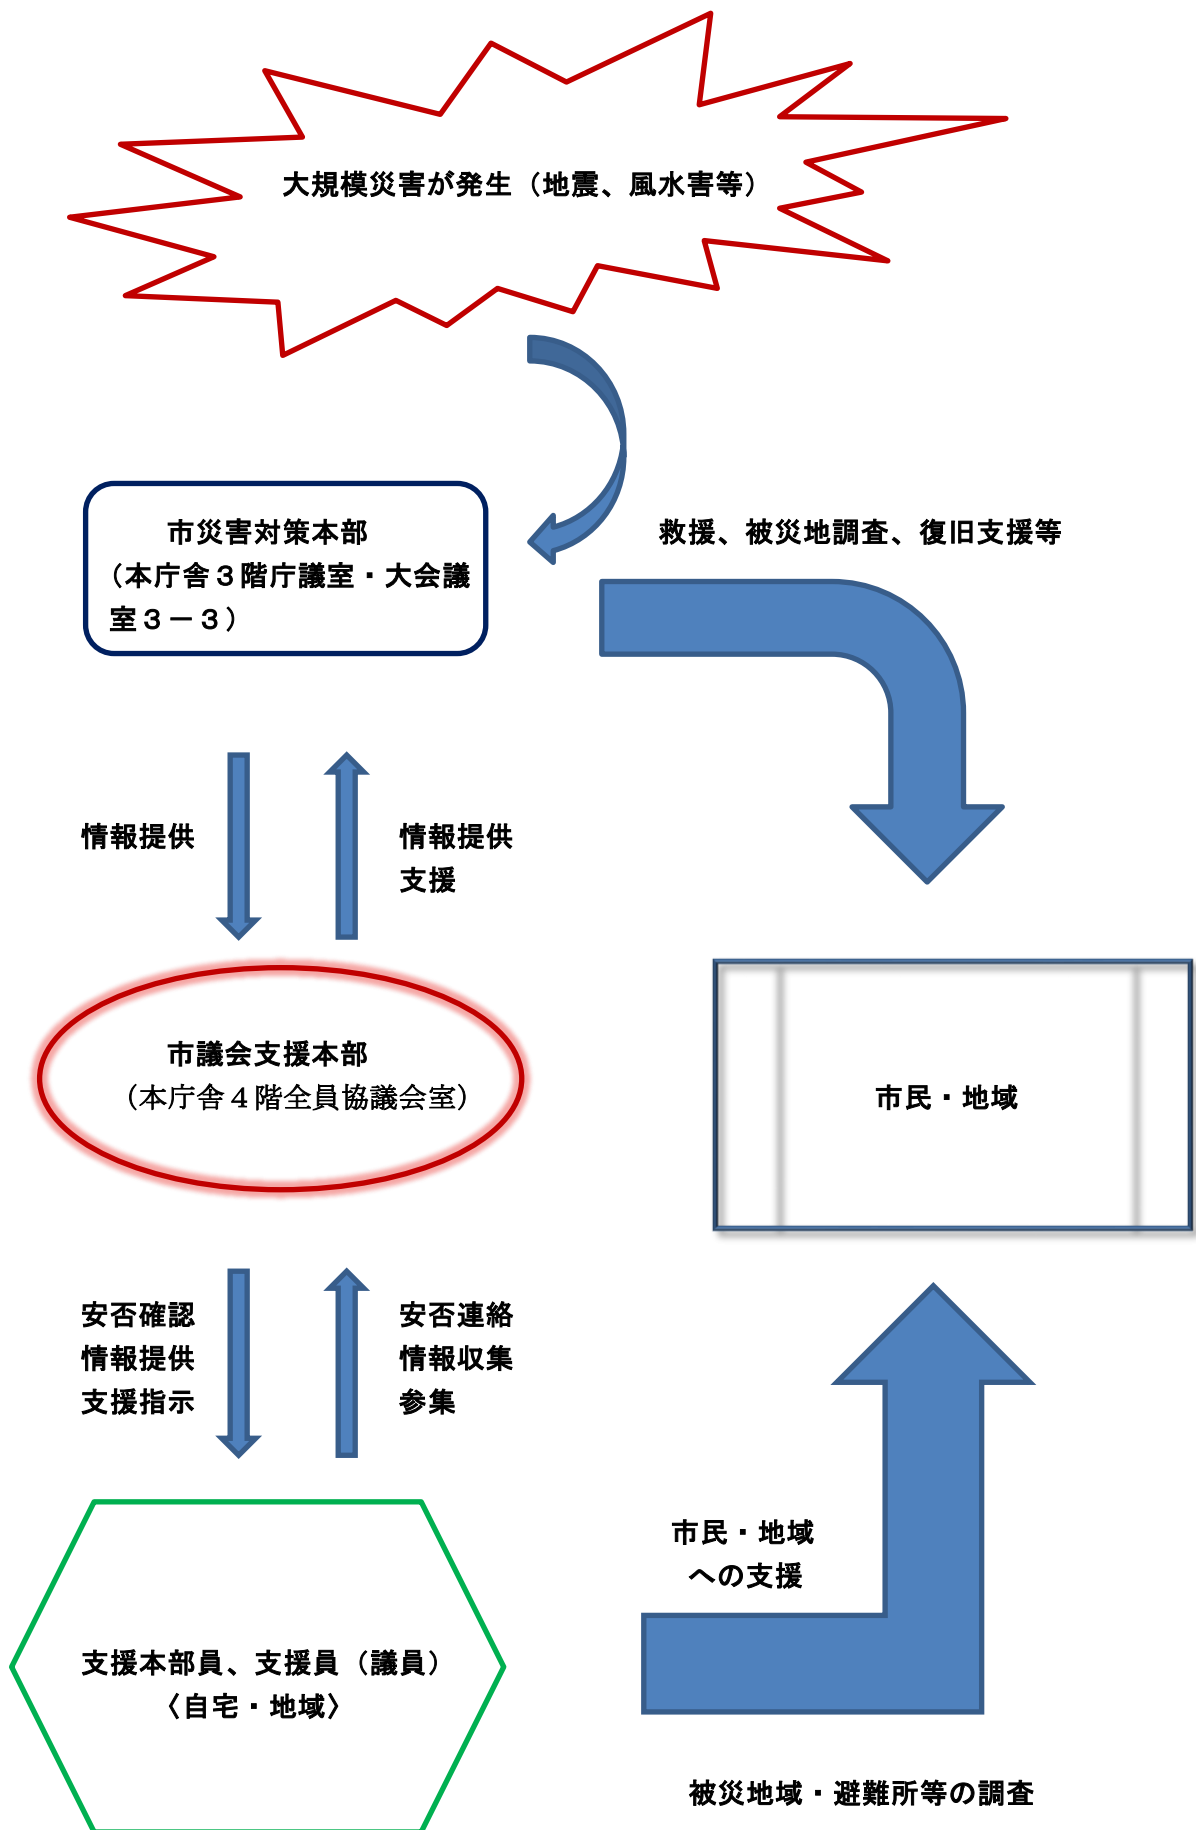 大規模災害が発生（地震、風水害等）
市災害対策本部
（本庁舎３階庁議室・大会議
室３－３）
救援、被災地調査、復旧支援等
情報提供
情報提供
支援
市議会支援本部
（本庁舎４階全員協議会室）
市民・地域
安否確認
情報提供
支援指示
安否連絡
情報収集
参集
市民・地域
への支援
支援本部員、支援員（議員）
〈自宅・地域〉
被災地域・避難所等の調査